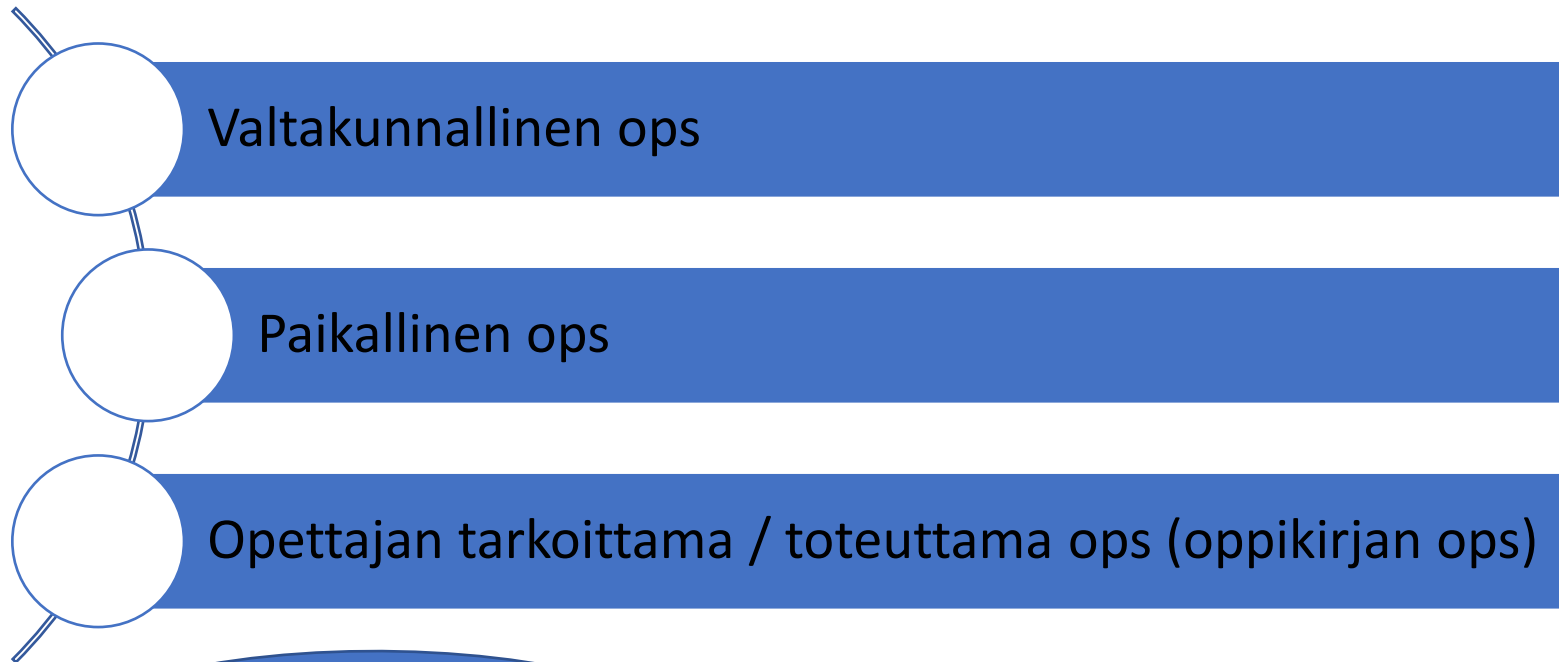 Valtakunnallinen ops
Paikallinen ops
Opettajan tarkoittama / toteuttama ops (oppikirjan ops)